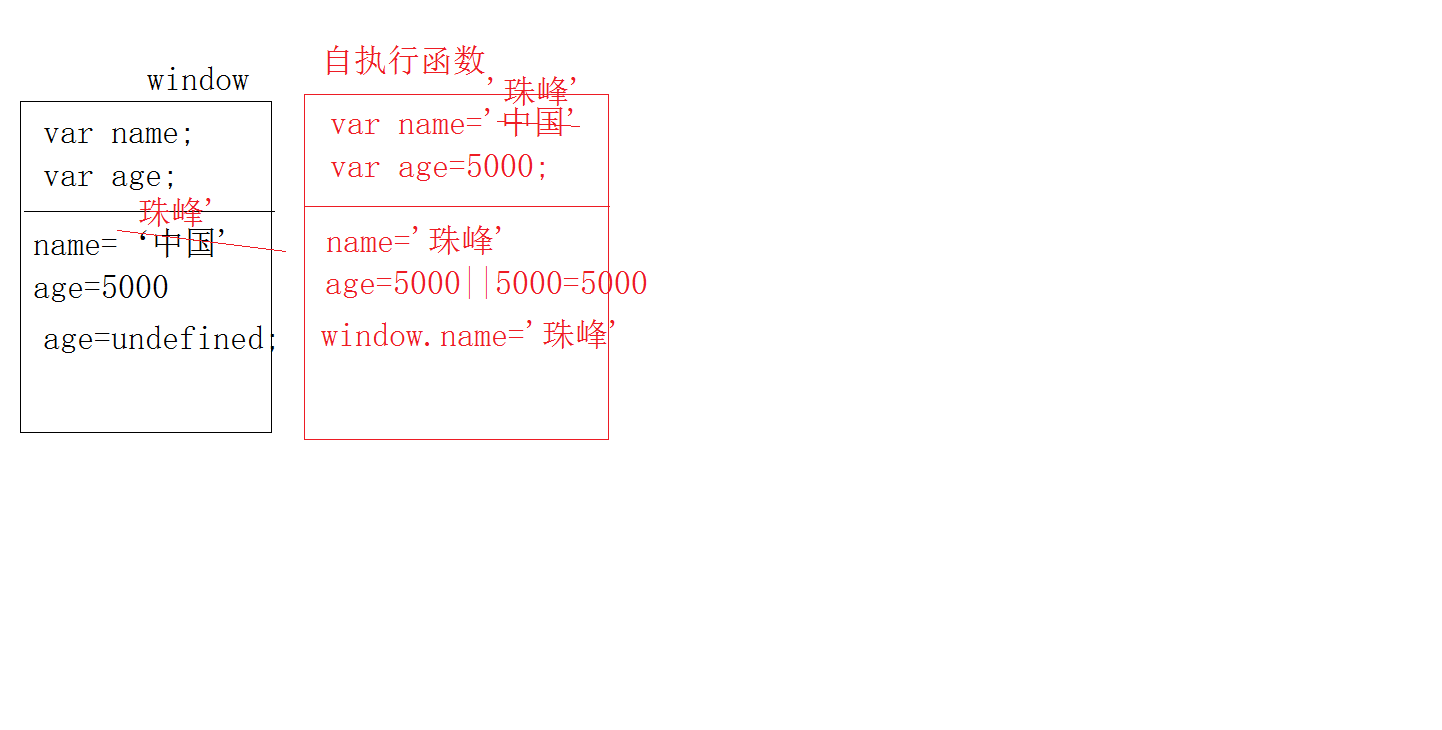 window
var name;
var age;
珠峰'
name= ‘中国'
age=5000
age=undefined;
自执行函数
'珠峰'
var name='中国'
var age=5000;
name='珠峰'
age=5000||5000=5000
window.name='珠峰'